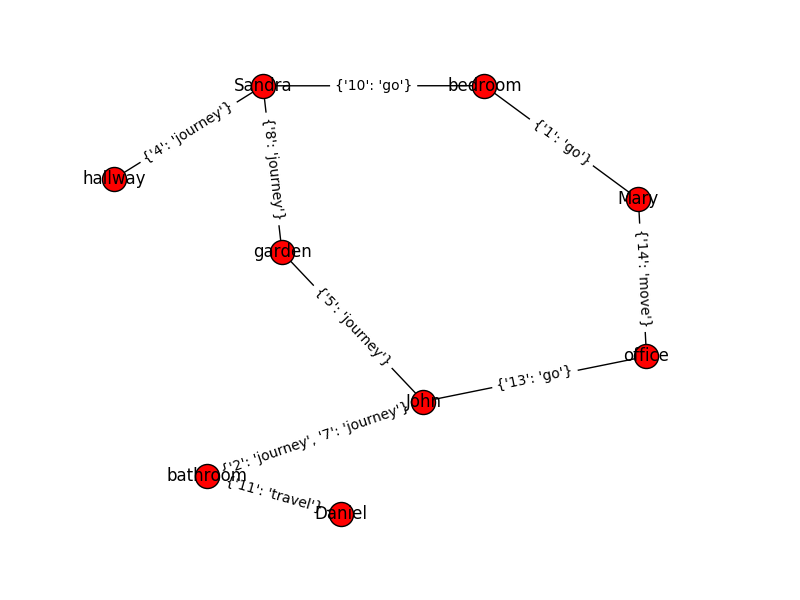 Sandra
{'10': 'go'}
bedroom
{'4': 'journey'}
{'8': 'journey'}
{'1': 'go'}
hallway
Mary
garden
{'14': 'move'}
{'5': 'journey'}
office
{'13': 'go'}
John
{'2': 'journey', '7': 'journey'}
bathroom
{'11': 'travel'}
Daniel